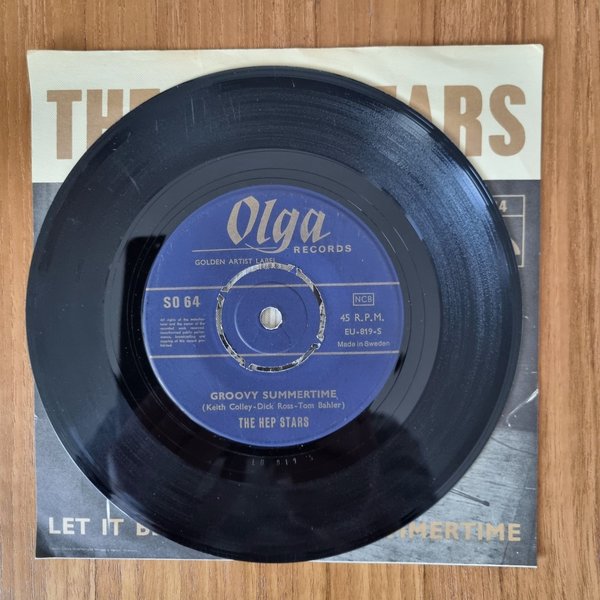 THE STARS
4
Olga
RECORDS
GOLDEN ARTIST LABEL
SO 64
NCB
45 R.P.M.
EU-819-S
Made in Sweden
GROOVY SUMMERTIME
(Keith Colley-Dick Ross-Tom Bahler)
THE HEP STARS
LET IT B MERTIME